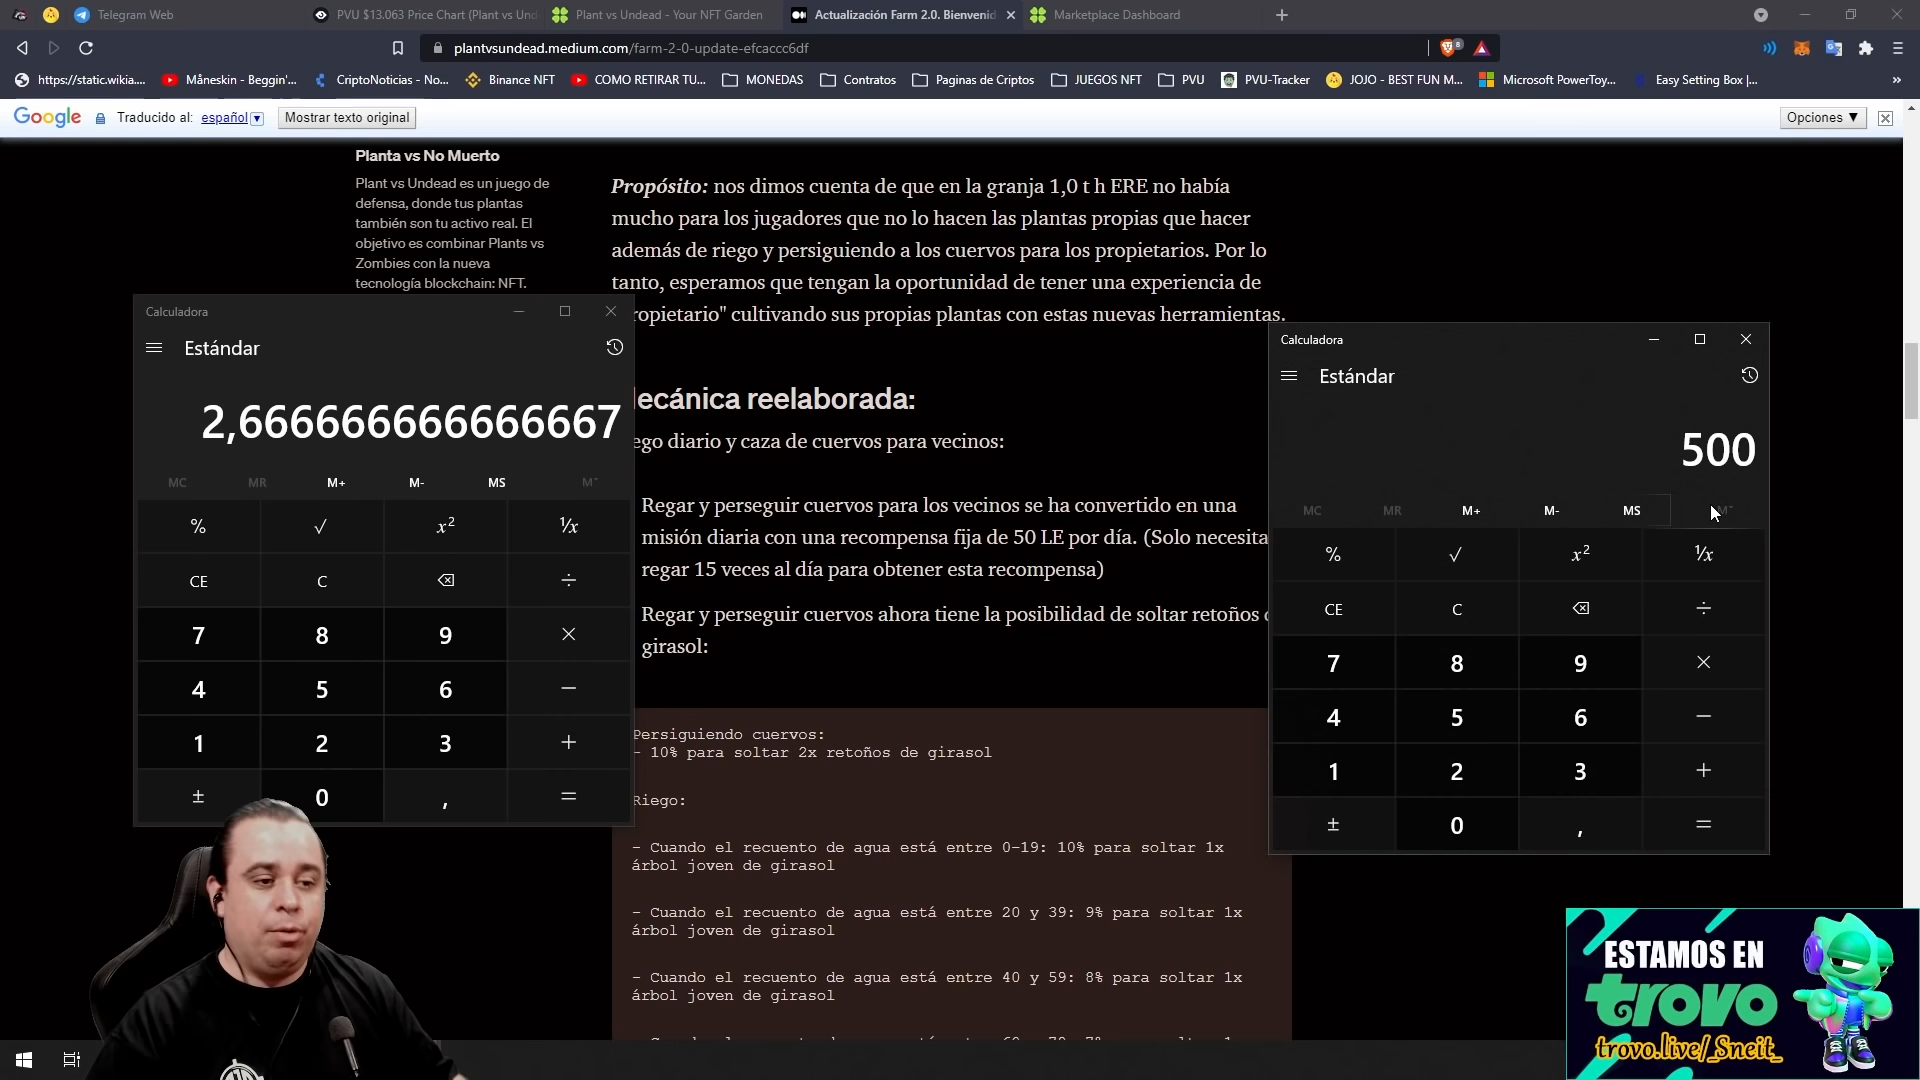 Telegram Web
PVU $13.063 Price Chart (Plant vs Und
Plant vs Undead - Your NFT Garden
Actualización Farm 2.0. Bienvenid
Marketplace Dashboard
plantvsundead.medium.com/farm-2-0-update-efcaccc6df
8
https://static.wikia....
Måneskin - Beggin'...
CriptoNoticias - No...
Binance NFT
COMO RETIRAR TU...
MONEDAS
Contratos
Paginas de Criptos
JUEGOS NFT
PVU
PVU-Tracker
JOJO - BEST FUN M...
Microsoft PowerToy...
Easy Setting Box |...
»
Google
Traducido al: español
Mostrar texto original
Opciones ▼
Planta vs No Muerto
Plant vs Undead es un juego de
defensa, donde tus plantas
también son tu activo real. El
objetivo es combinar Plants vs
Zombies con la nueva
tecnología blockchain: NFT.
Propósito: nos dimos cuenta de que en la granja 1,0 t h ERE no había
mucho para los jugadores que no lo hacen las plantas propias que hacer
además de riego y persiguiendo a los cuervos para los propietarios. Por lo
tanto, esperamos que tengan la oportunidad de tener una experiencia de
ropietario" cultivando sus propias plantas con estas nuevas herramientas.
ecánica reelaborada:
ego diario y caza de cuervos para vecinos:
Regar y perseguir cuervos para los vecinos se ha convertido en una
misión diaria con una recompensa fija de 50 LE por día. (Solo necesita
regar 15 veces al día para obtener esta recompensa)
Regar y perseguir cuervos ahora tiene la posibilidad de soltar retoños
girasol:
Persiguiendo cuervos:
- 10% para soltar 2x retoños de girasol
Riego:
- Cuando el recuento de agua está entre 0-19: 10% para soltar 1x
árbol joven de girasol
- Cuando el recuento de agua está entre 20 y 39: 9% para soltar 1x
árbol joven de girasol
- Cuando el recuento de agua está entre 40 y 59: 8% para soltar 1x
árbol joven de girasol
Calculadora
Estándar
2,666666666666667
MC MR M+ M- MS M˅
% √ x² ¹/x
CE C ⌫ ÷
7 8 9 ×
4 5 6 −
1 2 3 +
± 0 , =
Calculadora
Estándar
500
MC MR M+ M- MS M˅
% √ x² ¹/x
CE C ⌫ ÷
7 8 9 ×
4 5 6 −
1 2 3 +
± 0 , =
ESTAMOS EN
trovo
trovo.live/_Sneit_